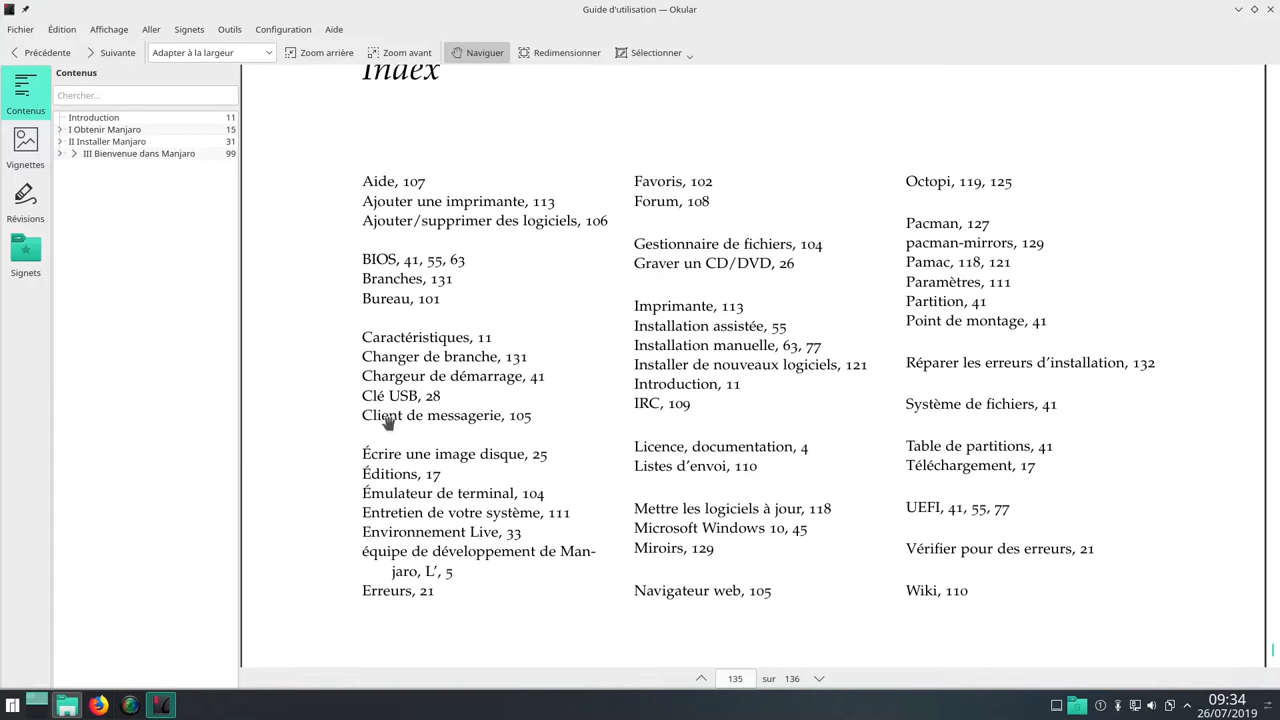 Guide d'utilisation — Okular
Fichier Édition Affichage Aller Signets Outils Configuration Aide
Précédente Suivante Adapter à la largeur Zoom arrière Zoom avant Naviguer Redimensionner Sélectionner
Contenus
Chercher...
Introduction 11
I Obtenir Manjaro 15
II Installer Manjaro 31
III Bienvenue dans Manjaro 99
Contenus
Vignettes
Révisions
Signets
Index
Aide, 107
Ajouter une imprimante, 113
Ajouter/supprimer des logiciels, 106
BIOS, 41, 55, 63
Branches, 131
Bureau, 101
Caractéristiques, 11
Changer de branche, 131
Chargeur de démarrage, 41
Clé USB, 28
Client de messagerie, 105
Écrire une image disque, 25
Éditions, 17
Émulateur de terminal, 104
Entretien de votre système, 111
Environnement Live, 33
équipe de développement de Man-
jaro, L’, 5
Erreurs, 21
Favoris, 102
Forum, 108
Gestionnaire de fichiers, 104
Graver un CD/DVD, 26
Imprimante, 113
Installation assistée, 55
Installation manuelle, 63, 77
Installer de nouveaux logiciels, 121
Introduction, 11
IRC, 109
Licence, documentation, 4
Listes d’envoi, 110
Mettre les logiciels à jour, 118
Microsoft Windows 10, 45
Miroirs, 129
Navigateur web, 105
Octopi, 119, 125
Pacman, 127
pacman-mirrors, 129
Pamac, 118, 121
Paramètres, 111
Partition, 41
Point de montage, 41
Réparer les erreurs d’installation, 132
Système de fichiers, 41
Table de partitions, 41
Téléchargement, 17
UEFI, 41, 55, 77
Vérifier pour des erreurs, 21
Wiki, 110
135 sur 136
09:34
26/07/2019